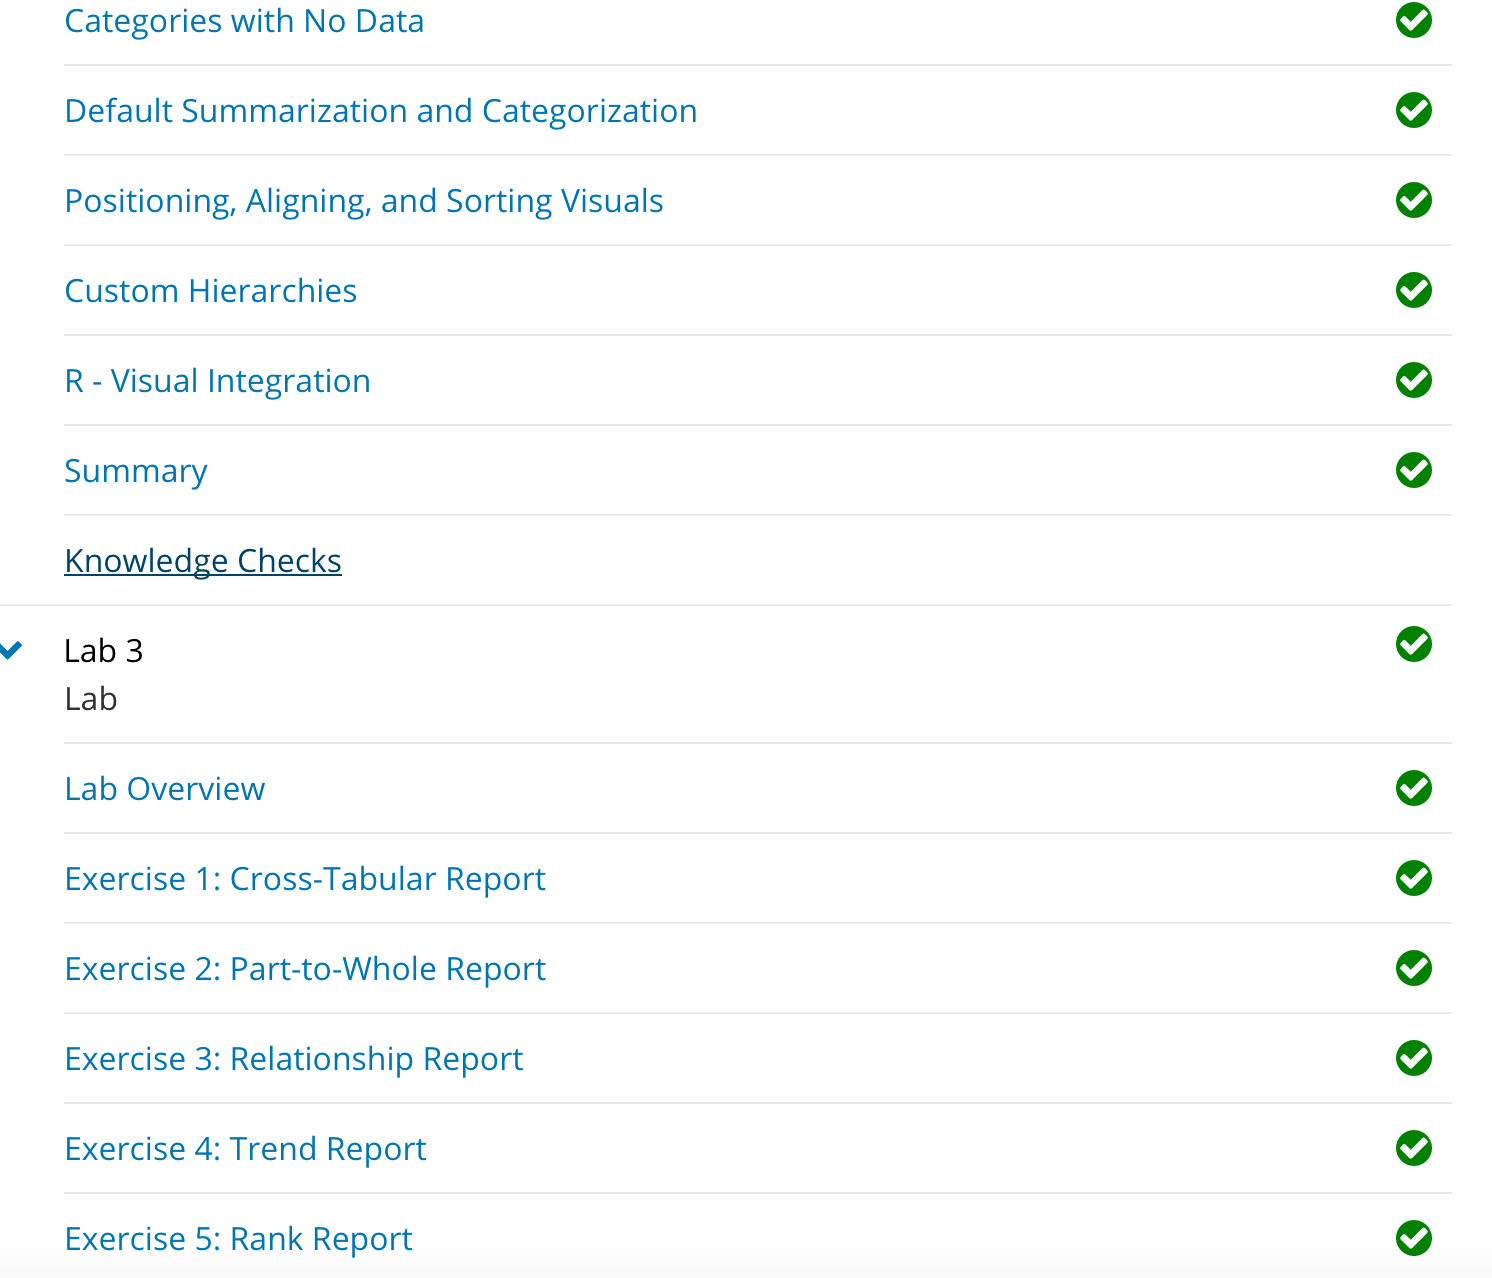 Categories with No Data
Default Summarization and Categorization
Positioning, Aligning, and Sorting Visuals
Custom Hierarchies
R - Visual Integration
Summary
Knowledge Checks
Lab 3
Lab
Lab Overview
Exercise 1: Cross-Tabular Report
Exercise 2: Part-to-Whole Report
Exercise 3: Relationship Report
Exercise 4: Trend Report
Exercise 5: Rank Report